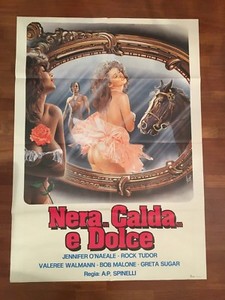 Nera... Calda...
e Dolce
JENNIFER O'NAEALE · ROCK TUDOR
VALEREE WALMANN · BOB MALONE · GRETA SUGAR
Regia: A.P. SPINELLI